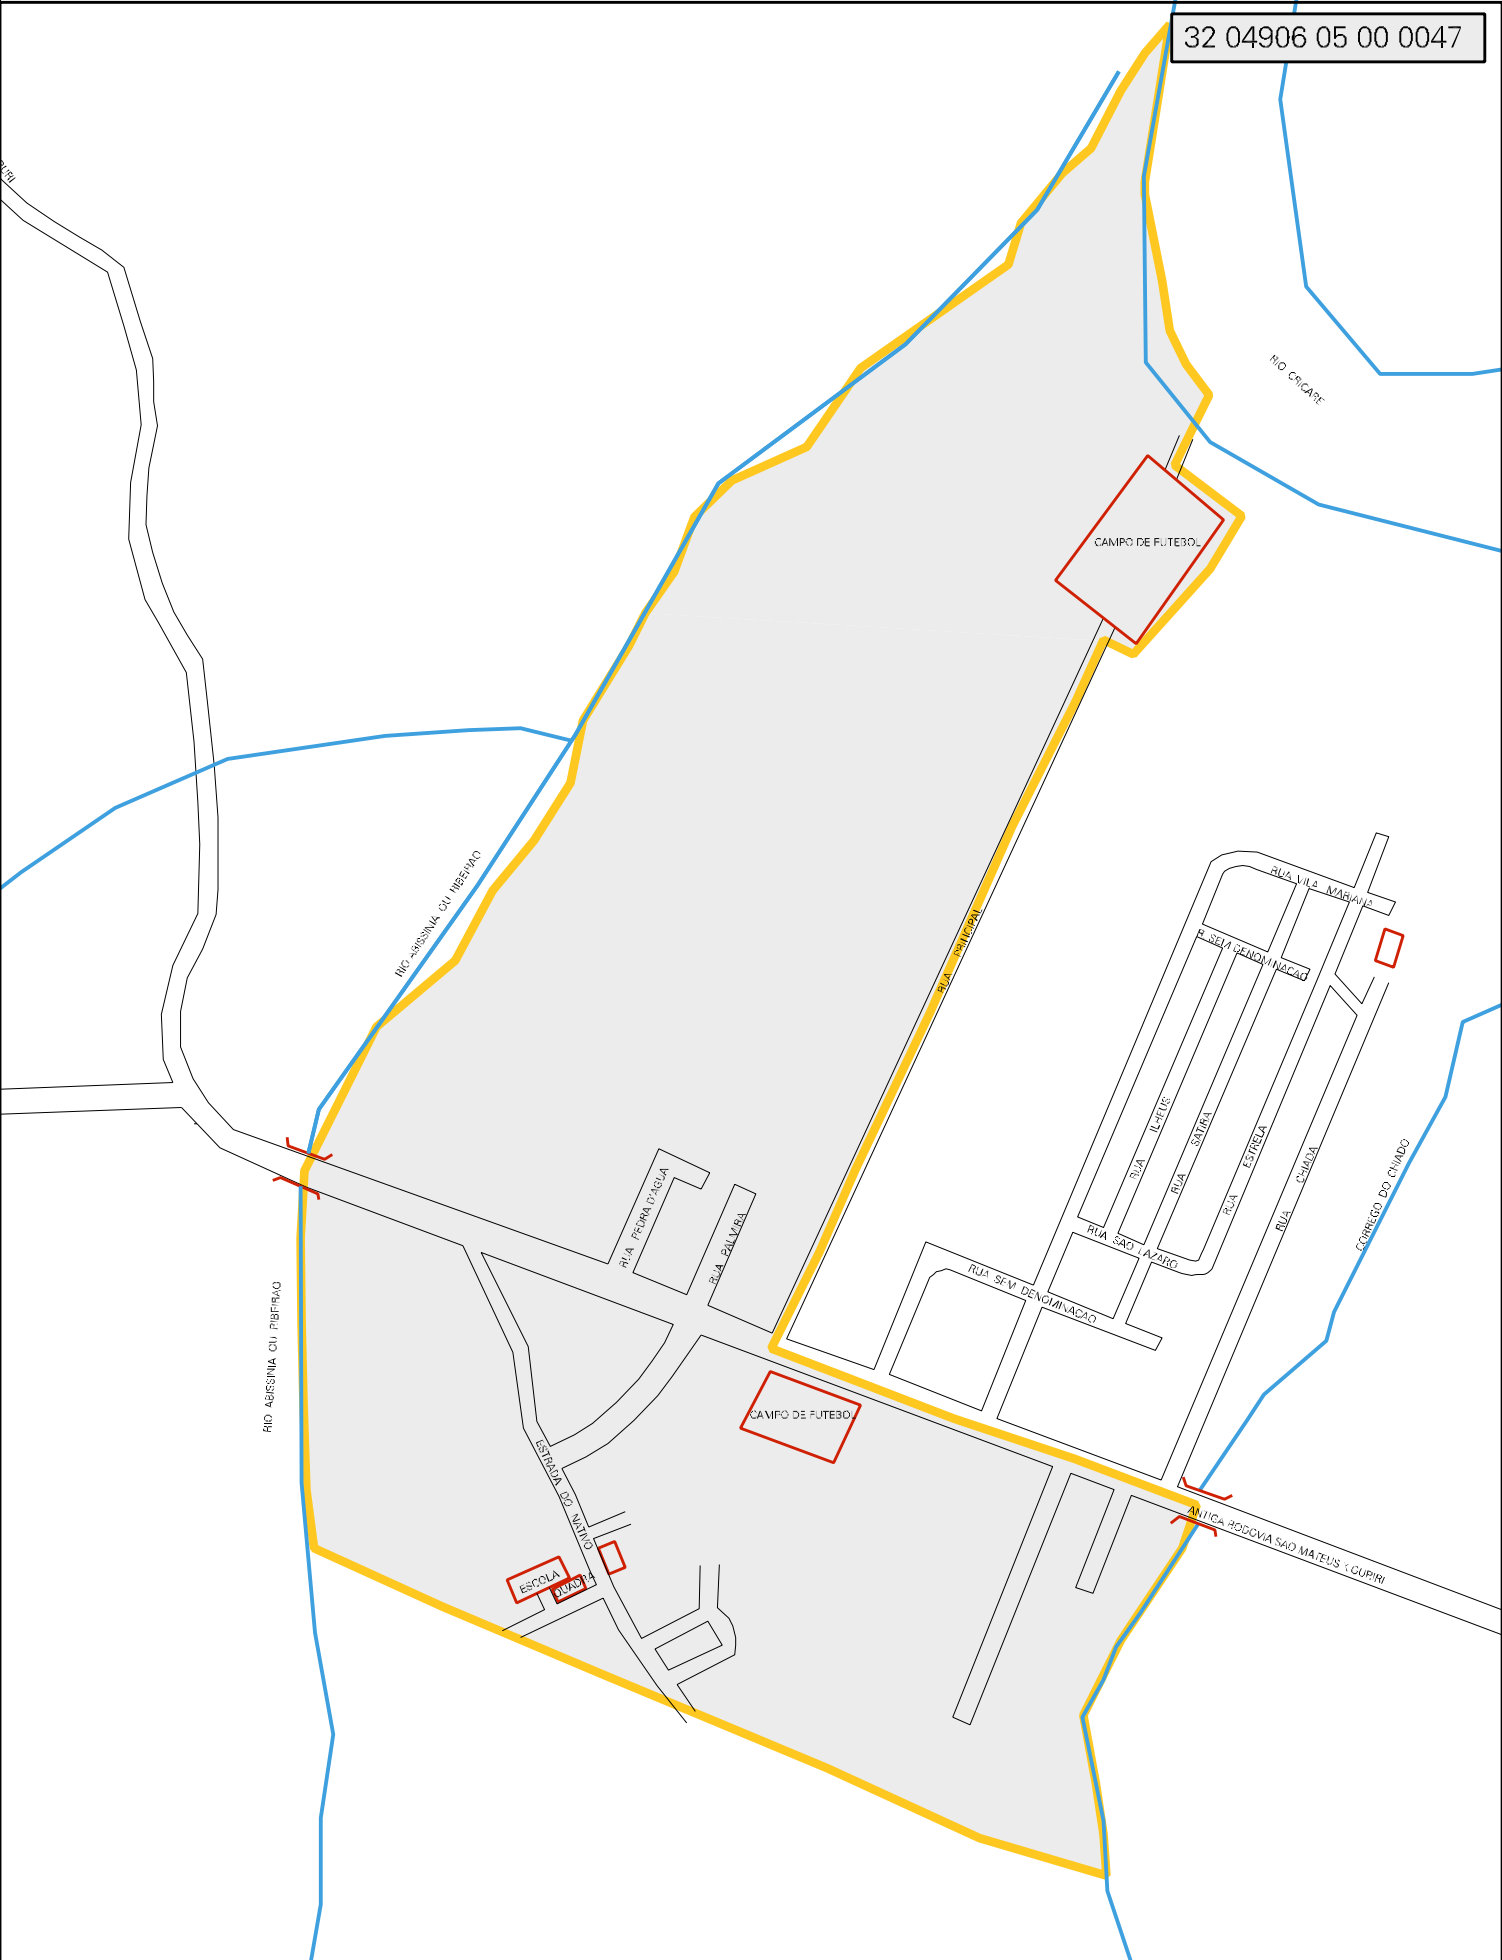 32 04906 05 00 0047
RIO CRICARE
CAMPO DE FUTEBOL
RIO ABISSINIA OU RIBEIRAO
RUA PRINCIPAL
RUA VILA MARIANA
R. SEM DENOMINACAO
RUA ILHEUS
RUA SATIRA
RUA ESTRELA
RUA CHIADA
CORREGO DO CHIADO
RUA PEDRA D'AGUA
RUA PALMIRA
RUA SAO LAZARO
RUA SEM DENOMINACAO
RIO ABISSINIA OU RIBEIRAO
CAMPO DE FUTEBOL
ESTRADA DO NATIVO
ANTIGA RODOVIA SAO MATEUS X GURIRI
ESCOLA
QUADRA